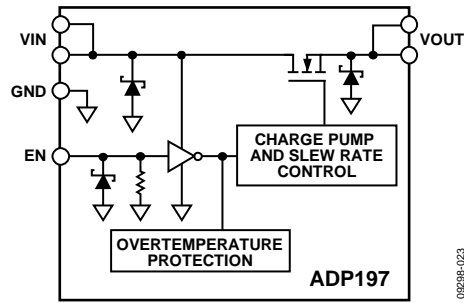 VIN
VOUT
GND
EN
CHARGE PUMP
AND SLEW RATE
CONTROL
OVERTEMPERATURE
PROTECTION
ADP197
09298-023